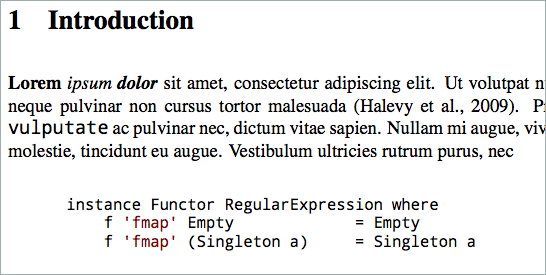 1 Introduction
Lorem ipsum dolor sit amet, consectetur adipiscing elit. Ut volutpat
neque pulvinar non cursus tortor malesuada (Halevy et al., 2009).
vulputate ac pulvinar nec, dictum vitae sapien. Nullam mi augue,
molestie, tincidunt eu augue. Vestibulum ultricies rutrum purus, nec
instance Functor RegularExpression where
f 'fmap' Empty = Empty
f 'fmap' (Singleton a) = Singleton a